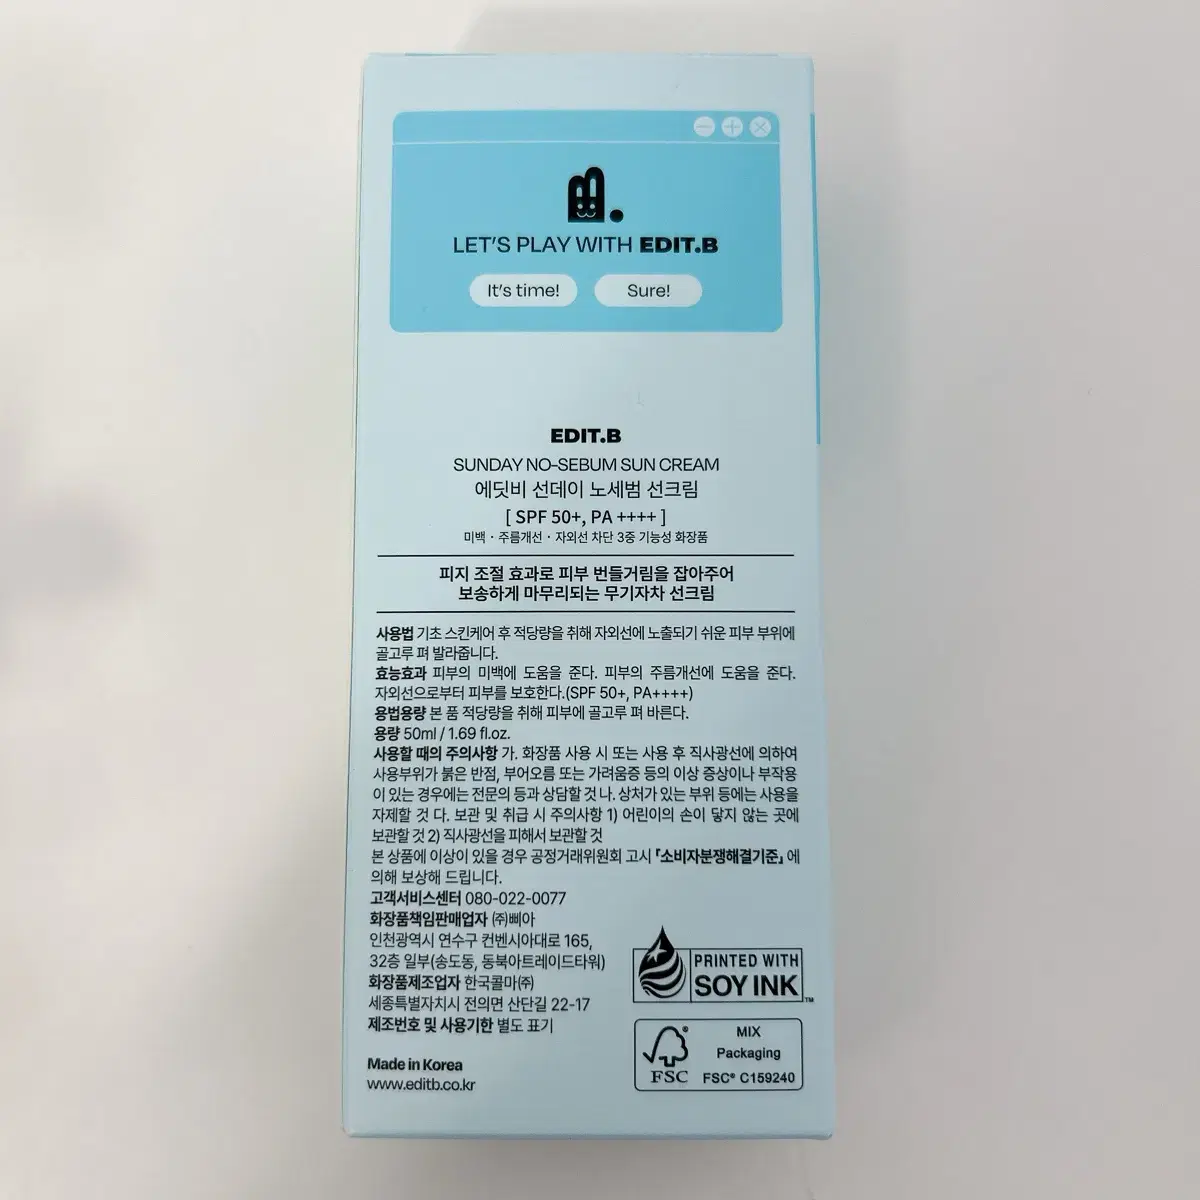 LET'S PLAY WITH EDIT.B
It's time!
Sure!
EDIT.B
SUNDAY NO-SEBUM SUN CREAM
에딧비 선데이 노세범 선크림
[ SPF 50+, PA ++++ ]
미백 · 주름개선 · 자외선 차단 3중 기능성 화장품
피지 조절 효과로 피부 번들거림을 잡아주어
보송하게 마무리되는 무기자차 선크림
사용법 기초 스킨케어 후 적당량을 취해 자외선에 노출되기 쉬운 피부 부위에
골고루 펴 발라줍니다.
효능효과 피부의 미백에 도움을 준다. 피부의 주름개선에 도움을 준다.
자외선으로부터 피부를 보호한다.(SPF 50+, PA++++)
용법용량 본 품 적당량을 취해 피부에 골고루 펴 바른다.
용량 50ml / 1.69 fl.oz.
사용할 때의 주의사항 가. 화장품 사용 시 또는 사용 후 직사광선에 의하여
사용부위가 붉은 반점, 부어오름 또는 가려움증 등의 이상 증상이나 부작용
이 있는 경우에는 전문의 등과 상담할 것 나. 상처가 있는 부위 등에는 사용을
자제할 것 다. 보관 및 취급 시 주의사항 1) 어린이의 손이 닿지 않는 곳에
보관할 것 2) 직사광선을 피해서 보관할 것
본 상품에 이상이 있을 경우 공정거래위원회 고시 『소비자분쟁해결기준』에
의해 보상해 드립니다.
고객서비스센터 080-022-0077
화장품책임판매업자 ㈜삐아
인천광역시 연수구 컨벤시아대로 165,
32층 일부(송도동, 동북아트레이드타워)
화장품제조업자 한국콜마㈜
세종특별자치시 전의면 산단길 22-17
제조번호 및 사용기한 별도 표기
Made in Korea
www.editb.co.kr
PRINTED WITH
SOY INK™
MIX
Packaging
FSC
FSC® C159240